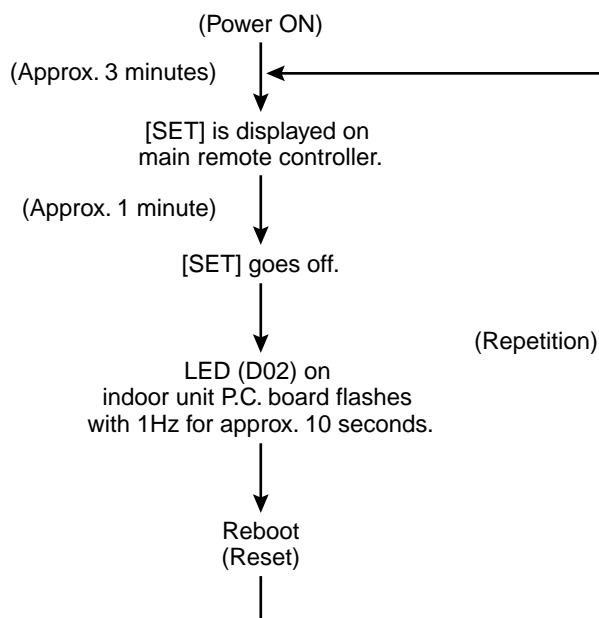 (Power ON)
(Approx. 3 minutes)
[SET] is displayed on
main remote controller.
(Approx. 1 minute)
[SET] goes off.
(Repetition)
LED (D02) on
indoor unit P.C. board flashes
with 1Hz for approx. 10 seconds.
Reboot
(Reset)